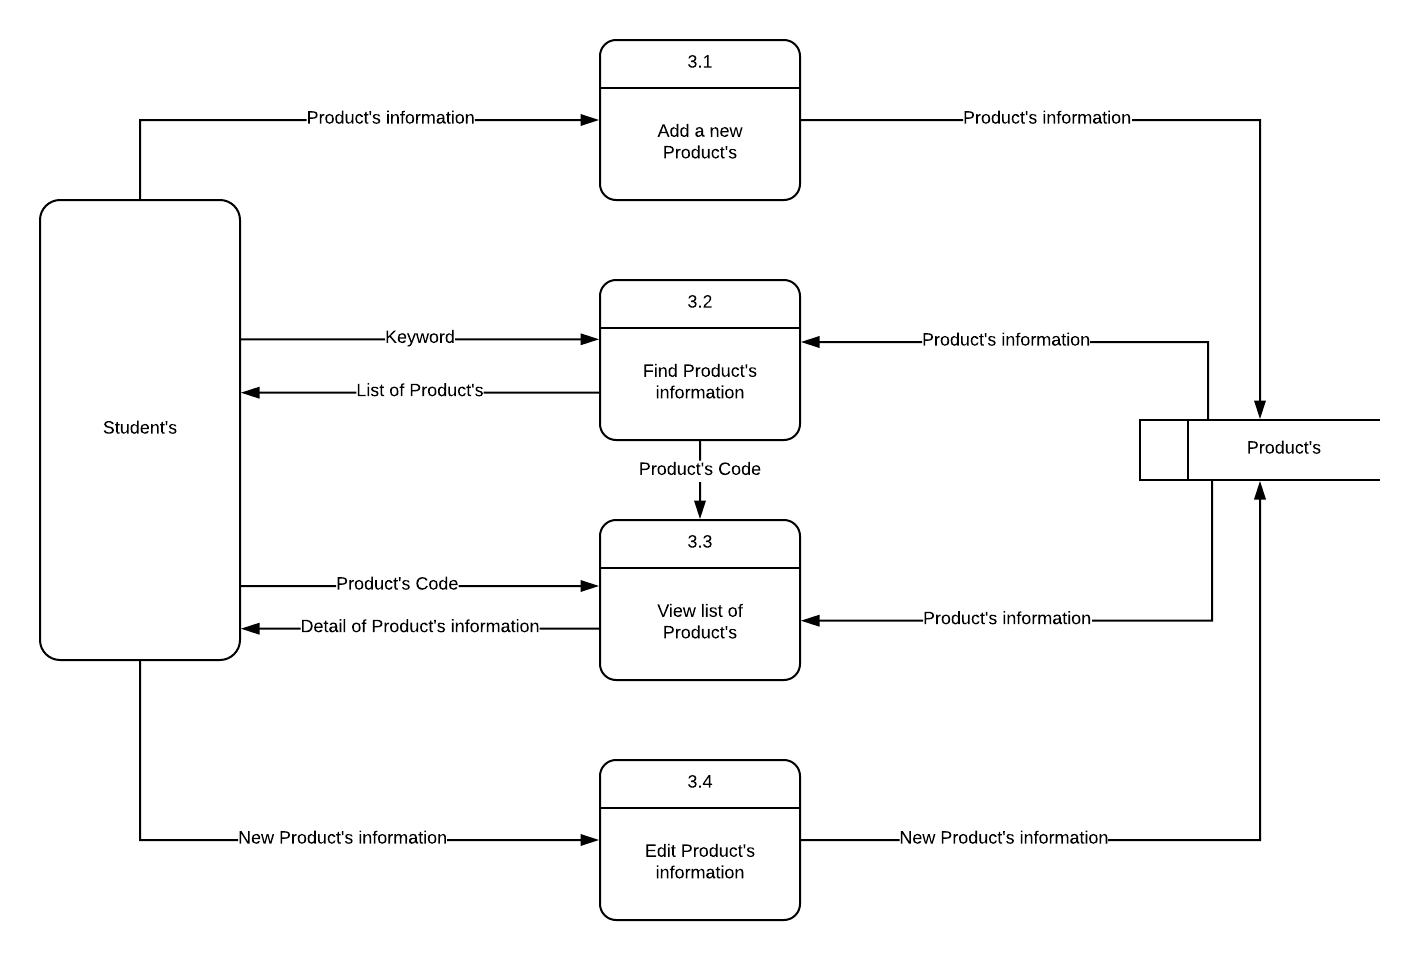 3.1
Product's information
Product's information
Add a new
Product's
3.2
Keyword
Product's information
Find Product's
information
List of Product's
Student's
Product's
Product's Code
3.3
Product's Code
View list of
Product's
Product's information
Detail of Product's information
3.4
New Product's information
New Product's information
Edit Product's
information